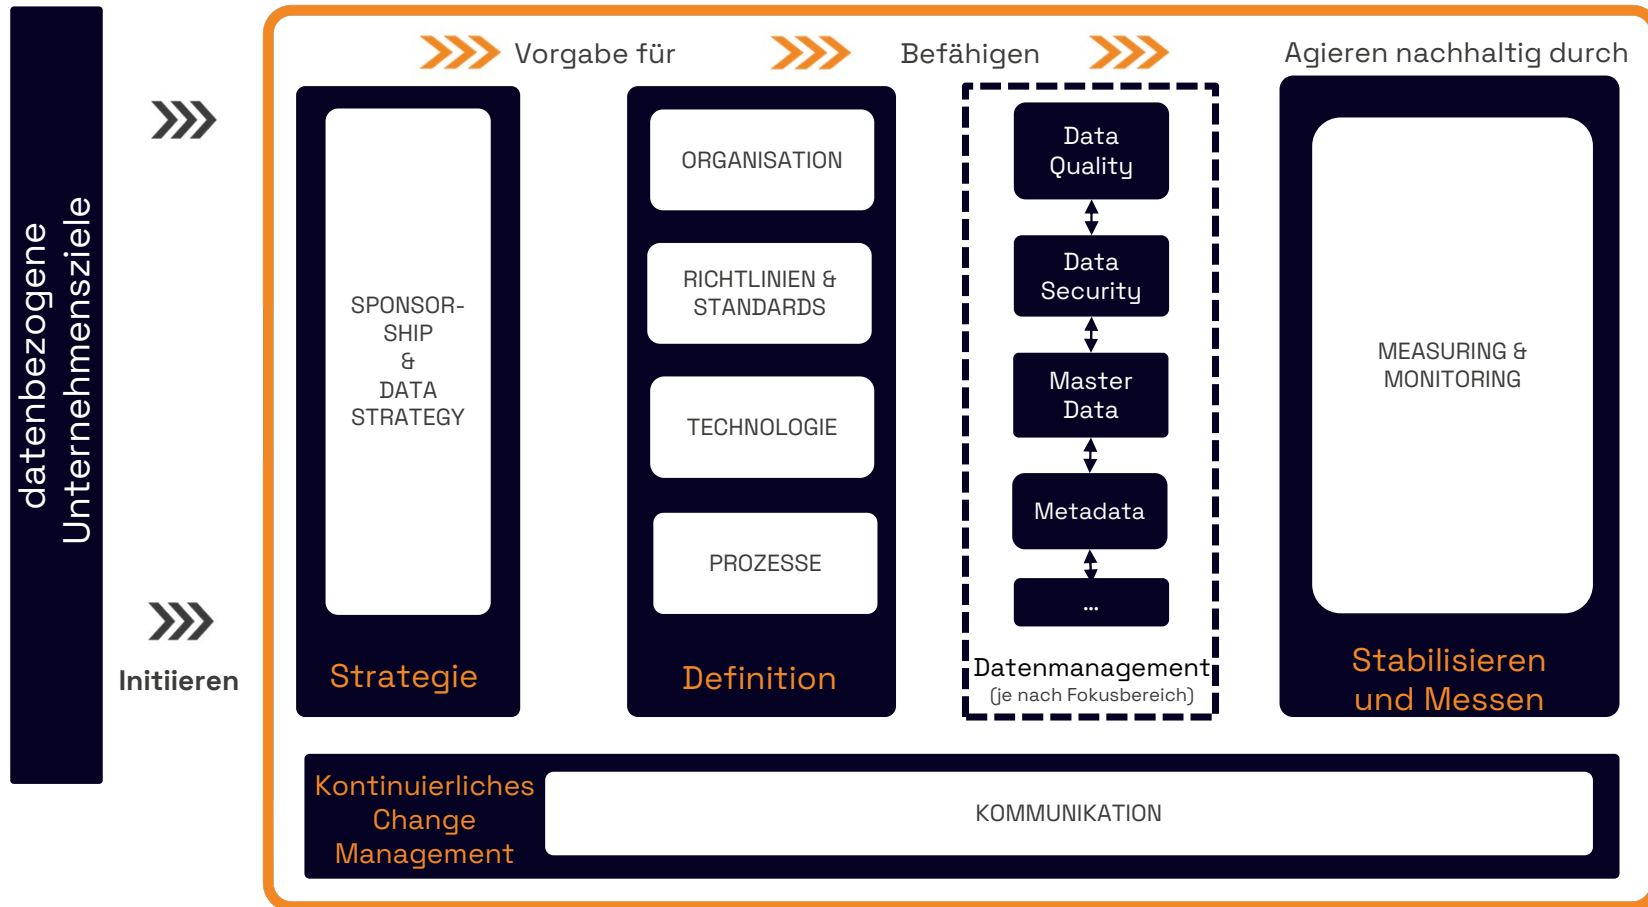 datenbezogene
Unternehmensziele
Initiieren
Vorgabe für
Befähigen
Agieren nachhaltig durch
SPONSOR-
SHIP
&
DATA
STRATEGY
Strategie
ORGANISATION
RICHTLINIEN &
STANDARDS
TECHNOLOGIE
PROZESSE
Definition
Data
Quality
Data
Security
Master
Data
Metadata
...
Datenmanagement
(je nach Fokusbereich)
MEASURING &
MONITORING
Stabilisieren
und Messen
Kontinuierliches
Change
Management
KOMMUNIKATION